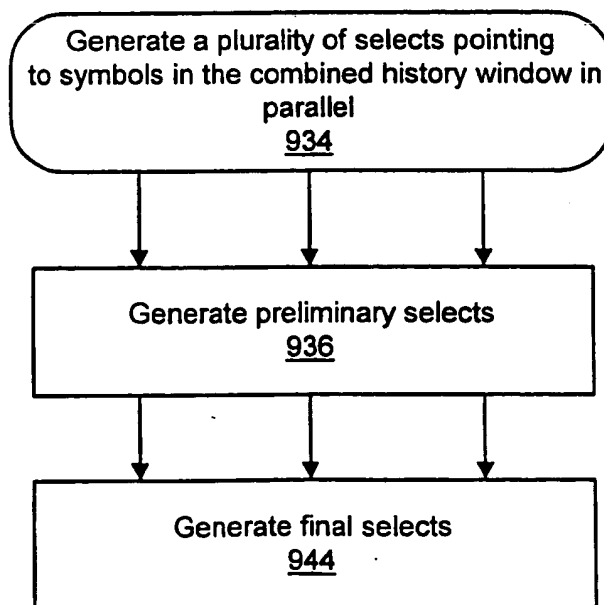 Generate a plurality of selects pointing
to symbols in the combined history window in
parallel
934
Generate preliminary selects
936
Generate final selects
944